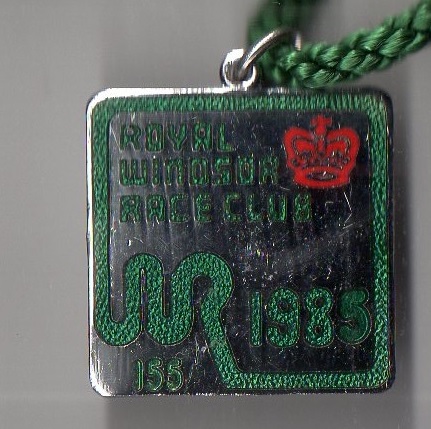 ROYAL
WINDSOR
RACE CLUB
WR 1985
155